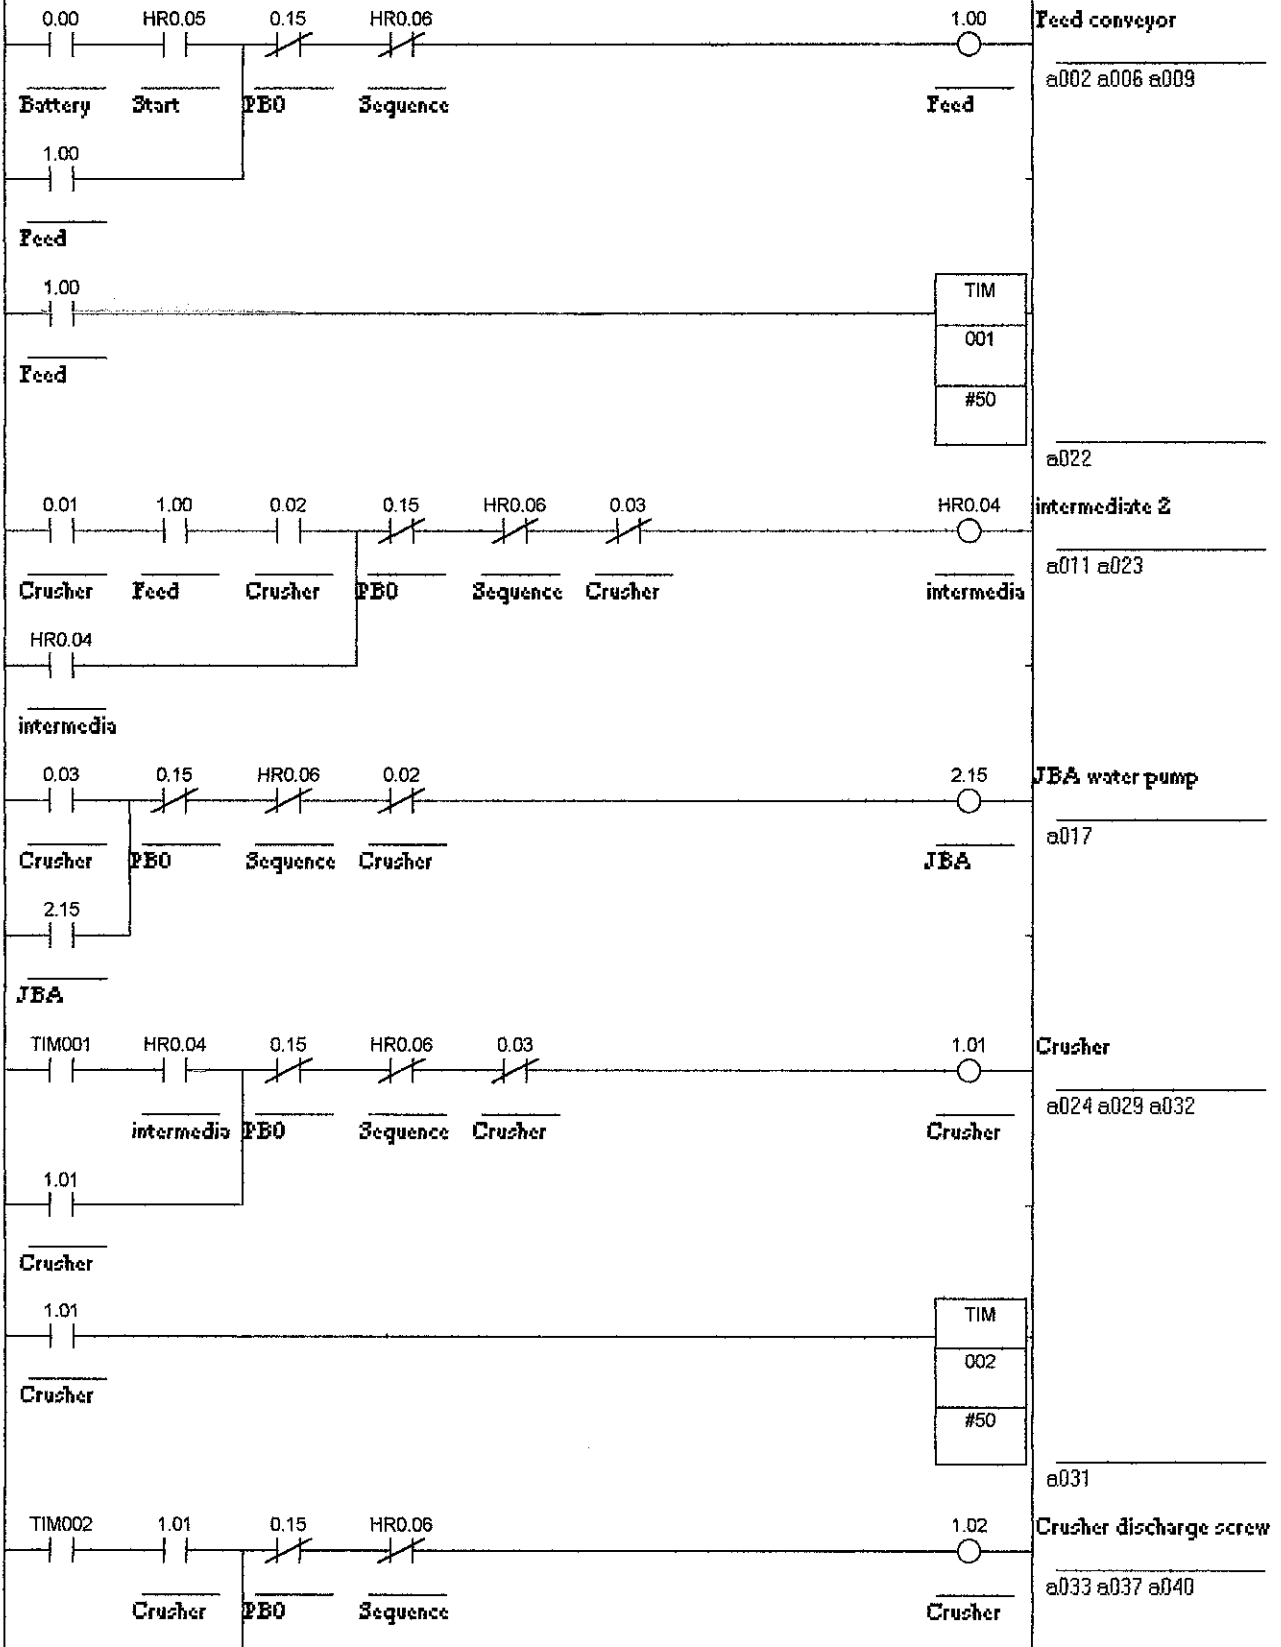 0.00 HR0.05 0.15 HR0.06 1.00 Feed conveyor
a002 a006 a009
Battery Start PB0 Sequence Feed
1.00
Feed
1.00 TIM
001
Feed
#50
a022
0.01 1.00 0.02 0.15 HR0.06 0.03 HR0.04 intermediate 2
a011 a023
Crusher Feed Crusher PB0 Sequence Crusher intermedia
HR0.04
intermedia
0.03 0.15 HR0.06 0.02 2.15 JBA water pump
a017
Crusher PB0 Sequence Crusher JBA
2.15
JBA
TIM001 HR0.04 0.15 HR0.06 0.03 1.01 Crusher
a024 a029 a032
intermedia PB0 Sequence Crusher Crusher
1.01
Crusher
1.01 TIM
002
Crusher
#50
a031
TIM002 1.01 0.15 HR0.06 1.02 Crusher discharge screw
a033 a037 a040
Crusher PB0 Sequence Crusher